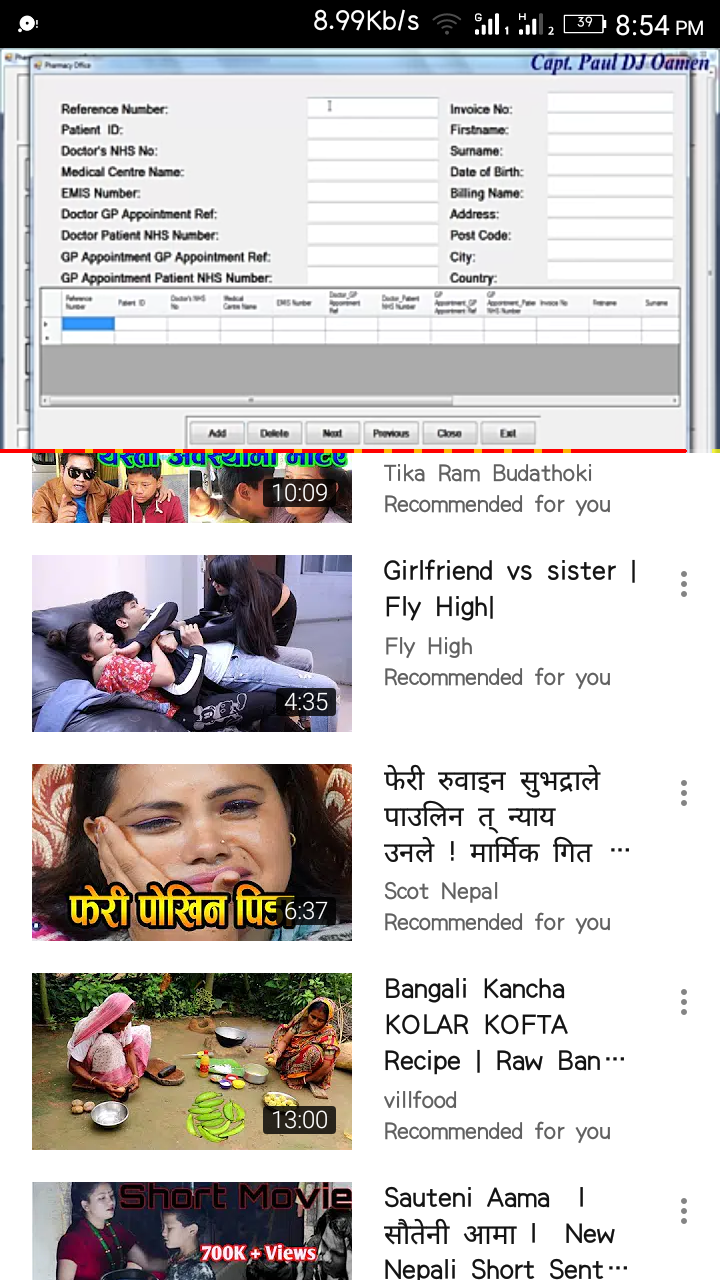 8.99Kb/s G 1 H 2 39 8:54 PM
Pharmacy Office
Capt. Paul DJ Oamen
Reference Number:
Invoice No:
Patient ID:
Firstname:
Doctor's NHS No:
Surname:
Medical Centre Name:
Date of Birth:
EMIS Number:
Billing Name:
Doctor GP Appointment Ref:
Address:
Doctor Patient NHS Number:
Post Code:
GP Appointment GP Appointment Ref:
City:
GP Appointment Patient NHS Number:
Country:
Reference Number
Patient ID
Doctor's NHS No
Medical Centre Name
EMIS Number
Doctor_GP Appointment Ref
Doctor_Patient NHS Number
GP Appointment_GP Appointment Ref
GP Appointment_Patie NHS Number
Invoice No
Firstname
Surname
Add Delete Next Previous Close Exit
10:09
Tika Ram Budathoki
Recommended for you
4:35
Girlfriend vs sister |
Fly High|
Fly High
Recommended for you
फेरी पोखिन
6:37
फेरी रुवाइन सुभद्राले
पाउलिन त् न्याय
उनले ! मार्मिक गित ...
Scot Nepal
Recommended for you
13:00
Bangali Kancha
KOLAR KOFTA
Recipe | Raw Ban...
villfood
Recommended for you
Short Movie
700K + Views
Sauteni Aama l
सौतेनी आमा l New
Nepali Short Sent...